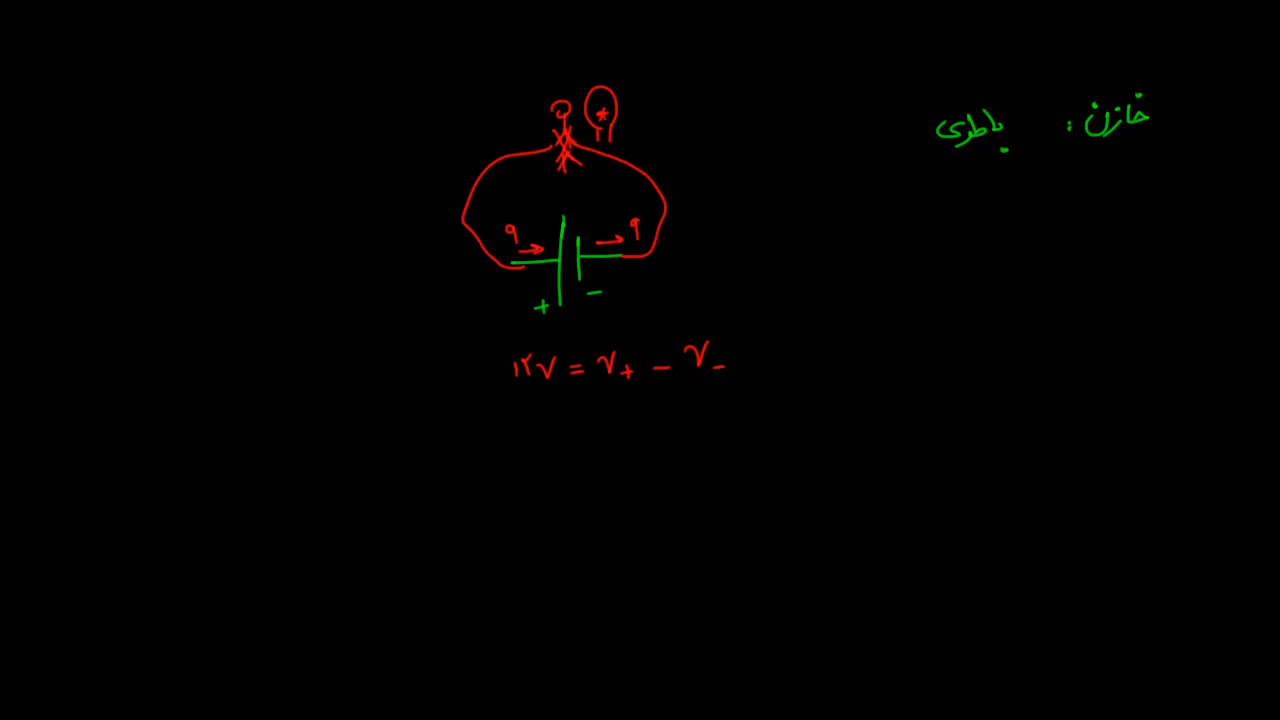 خازن : باطری
q → → q
+ −
۱۲V = V₊ − V₋